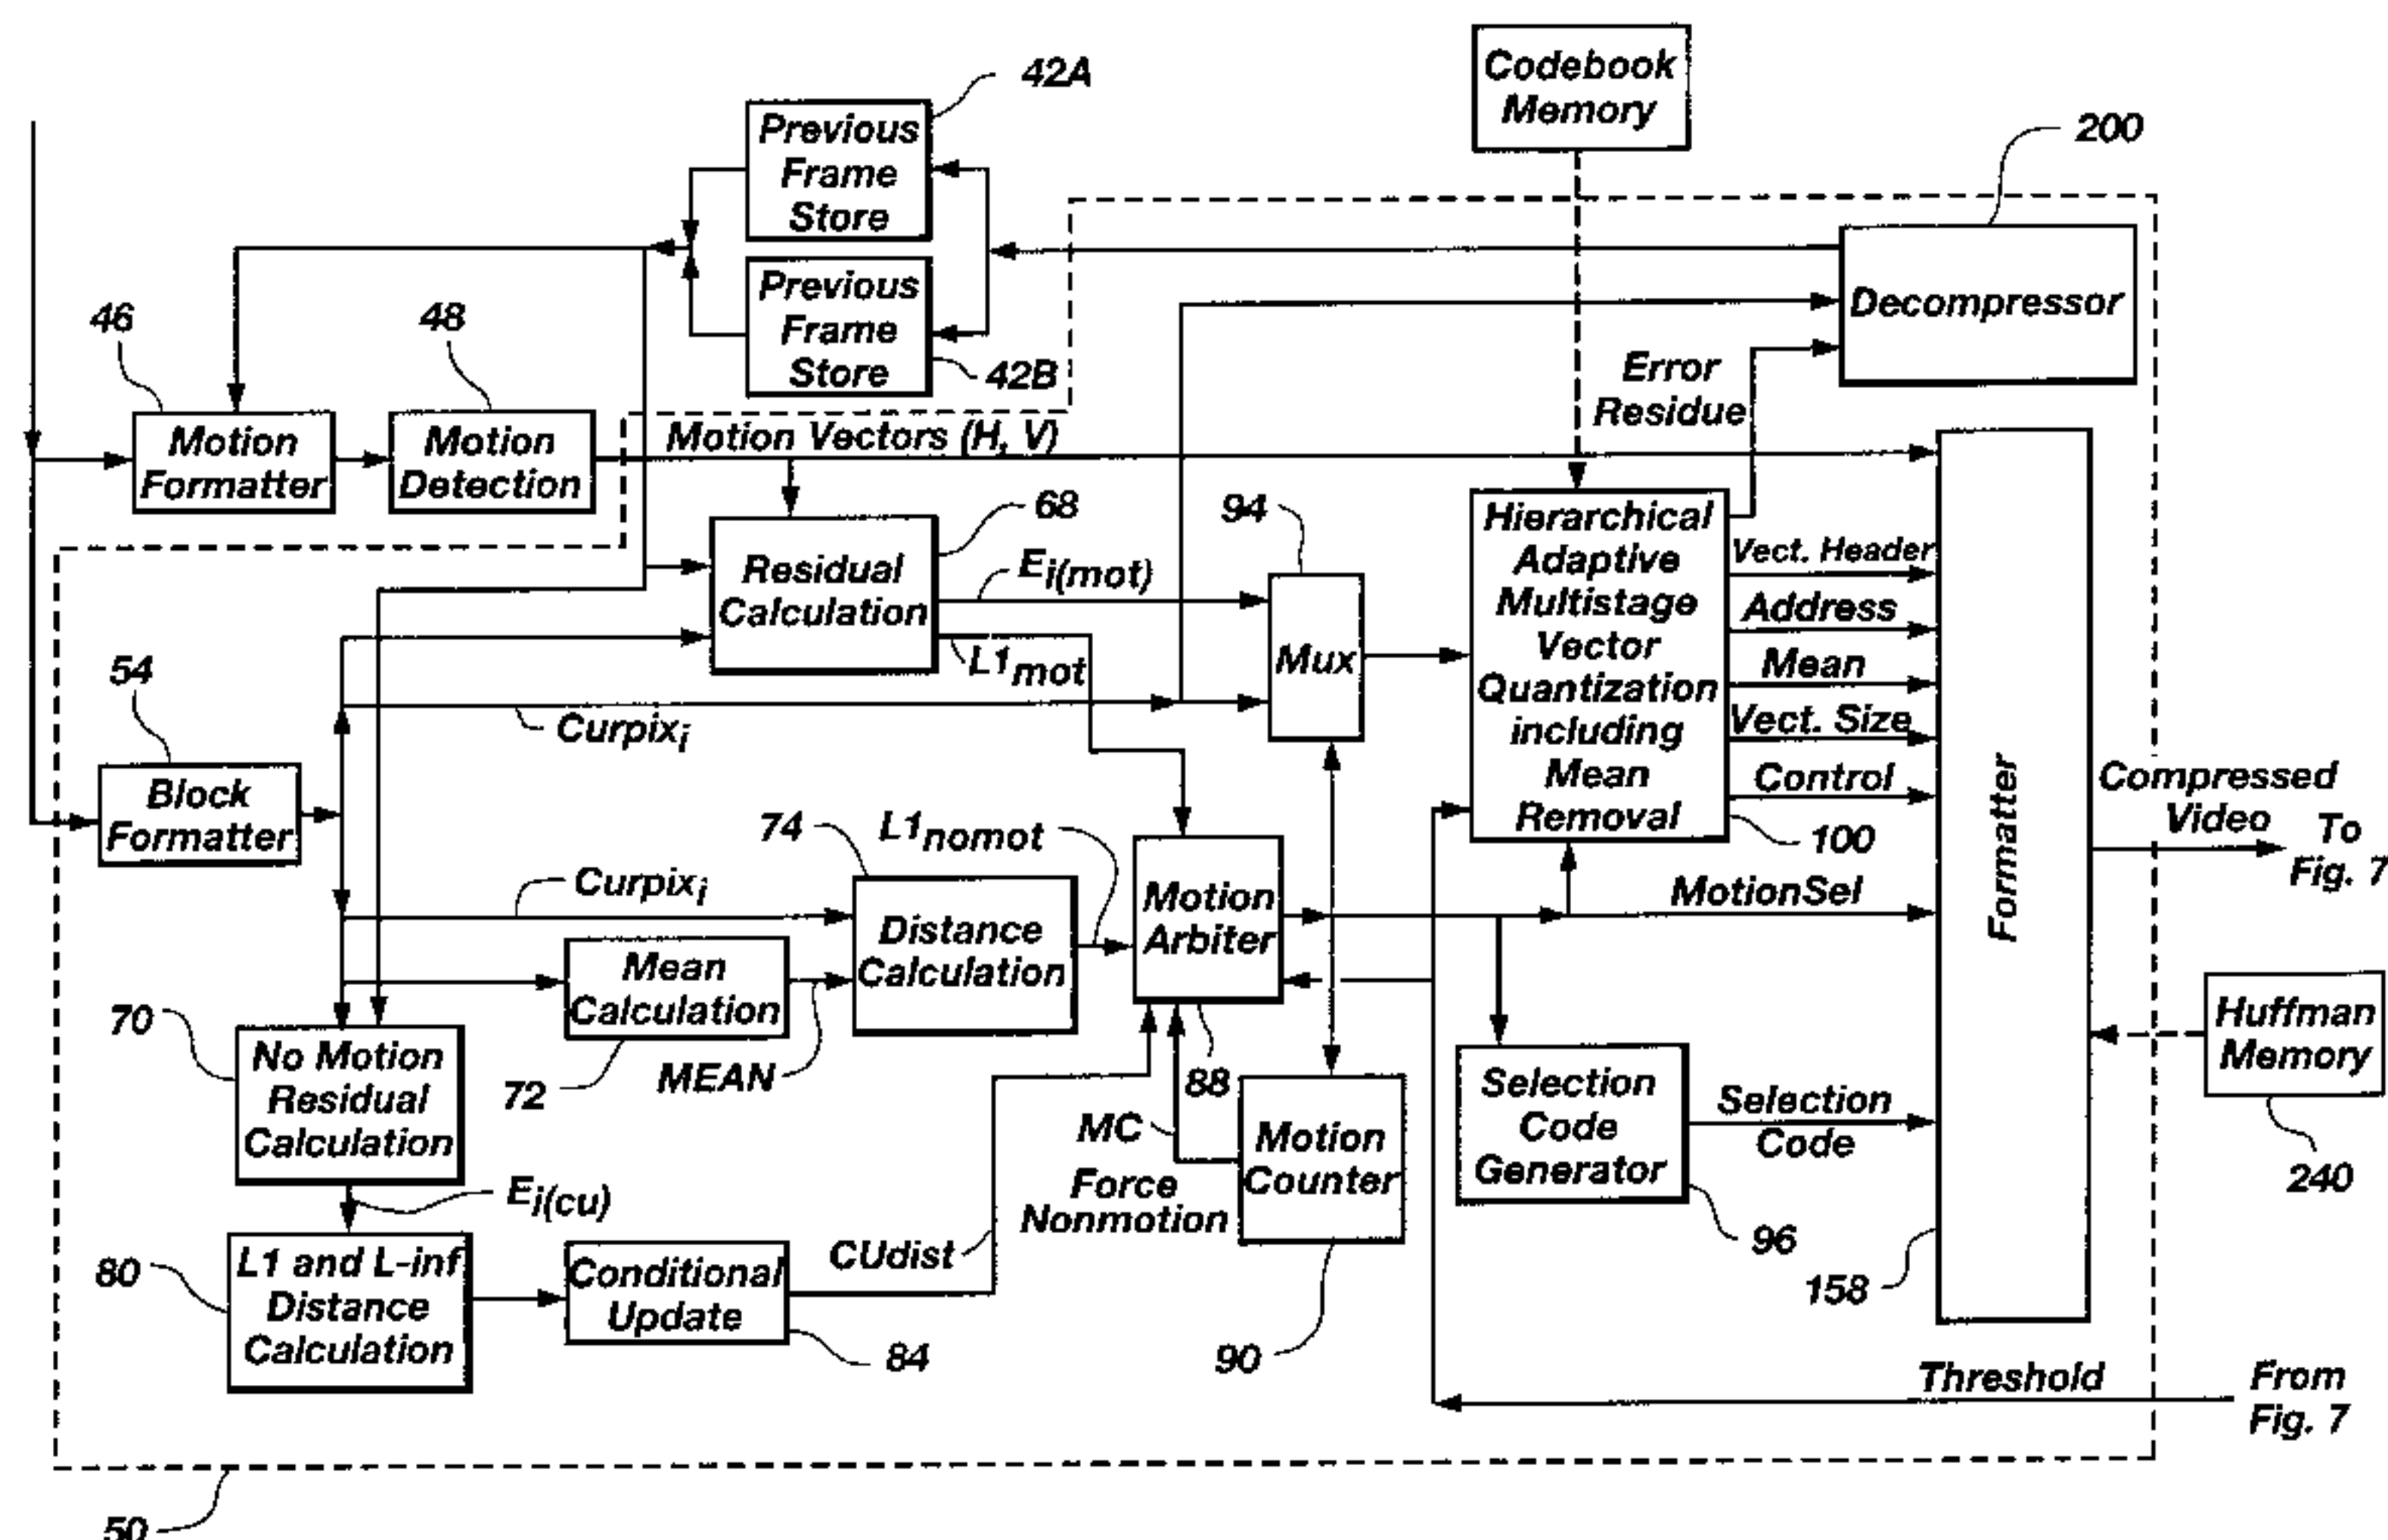 42A
Previous
Frame
Store
Codebook
Memory
200
Previous
Frame
Store
42B
Decompressor
46
Motion
Formatter
48
Motion
Detection
Motion Vectors (H, V)
Error
Residue
68
Residual
Calculation
Ei(mot)
L1mot
94
Mux
Hierarchical
Adaptive
Multistage
Vector
Quantization
including
Mean
Removal
100
Vect. Header
Address
Mean
Vect. Size
Control
Formatter
158
Compressed
Video
To
Fig. 7
54
Block
Formatter
Curpixi
Curpixi
74
Distance
Calculation
L1nomot
Motion
Arbiter
88
MotionSel
Mean
Calculation
72
MEAN
70
No Motion
Residual
Calculation
Ei(cu)
MC
Force
Nonmotion
Motion
Counter
90
Selection
Code
Generator
96
Selection
Code
Huffman
Memory
240
80
L1 and L-inf
Distance
Calculation
Conditional
Update
84
CUdist
Threshold
From
Fig. 7
50